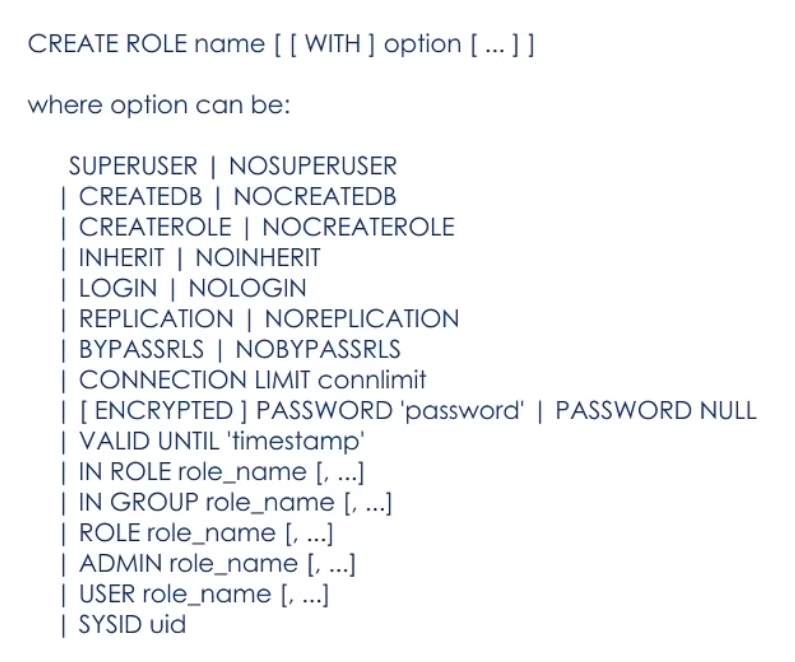 CREATE ROLE name [ [ WITH ] option [ ... ] ]
where option can be:
SUPERUSER | NOSUPERUSER
| CREATEDB | NOCREATEDB
| CREATEROLE | NOCREATEROLE
| INHERIT | NOINHERIT
| LOGIN | NOLOGIN
| REPLICATION | NOREPLICATION
| BYPASSRLS | NOBYPASSRLS
| CONNECTION LIMIT connlimit
| [ ENCRYPTED ] PASSWORD 'password' | PASSWORD NULL
| VALID UNTIL 'timestamp'
| IN ROLE role_name [, ...]
| IN GROUP role_name [, ...]
| ROLE role_name [, ...]
| ADMIN role_name [, ...]
| USER role_name [, ...]
| SYSID uid